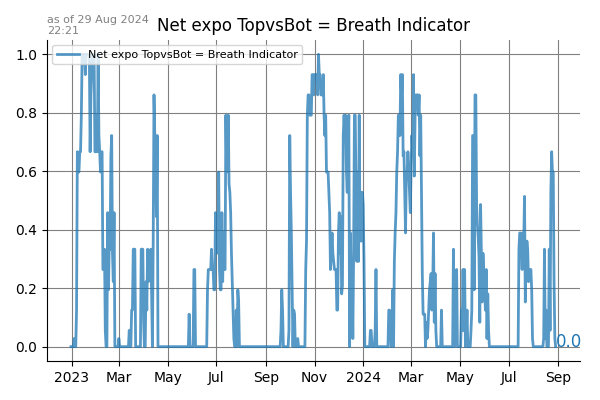 as of 29 Aug 2024
22:21
Net expo TopvsBot = Breath Indicator
Net expo TopvsBot = Breath Indicator
1.0
0.8
0.6
0.4
0.2
0.0
0.0
2023 Mar May Jul Sep Nov 2024 Mar May Jul Sep